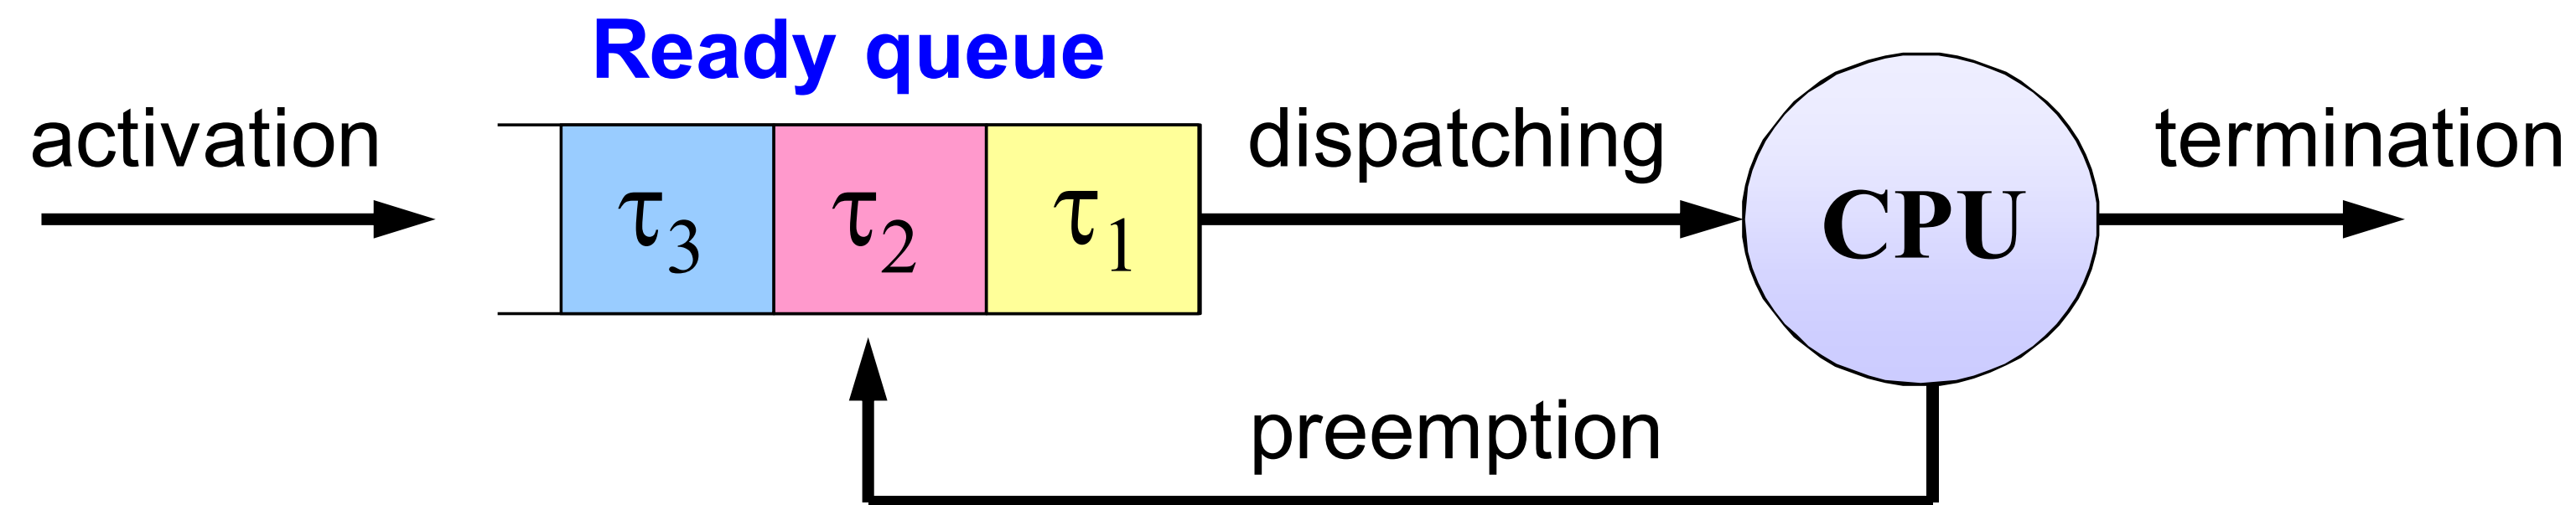 Ready queue
activation
dispatching
termination
τ3
τ2
τ1
CPU
preemption